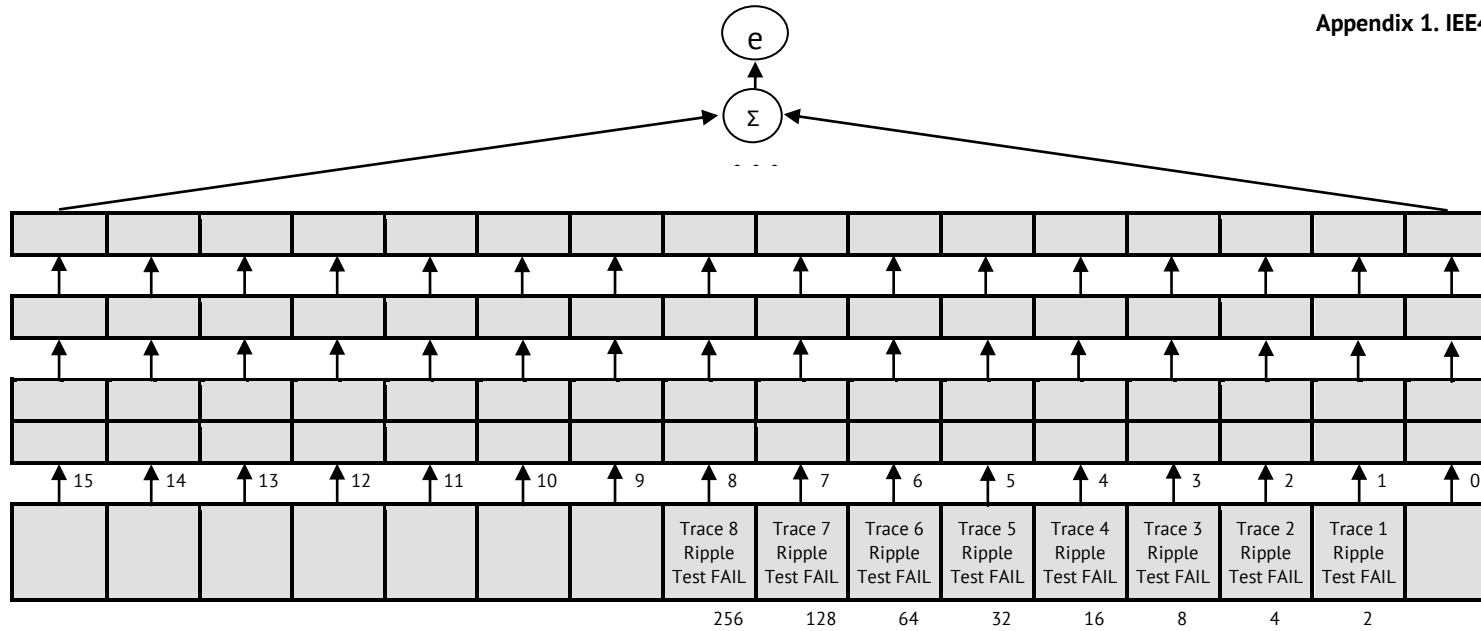 Appendix 1. IEE4
e
Σ
- - -
15 14 13 12 11 10 9 8 7 6 5 4 3 2 1 0
Trace 8 Ripple Test FAIL
Trace 7 Ripple Test FAIL
Trace 6 Ripple Test FAIL
Trace 5 Ripple Test FAIL
Trace 4 Ripple Test FAIL
Trace 3 Ripple Test FAIL
Trace 2 Ripple Test FAIL
Trace 1 Ripple Test FAIL
256 128 64 32 16 8 4 2